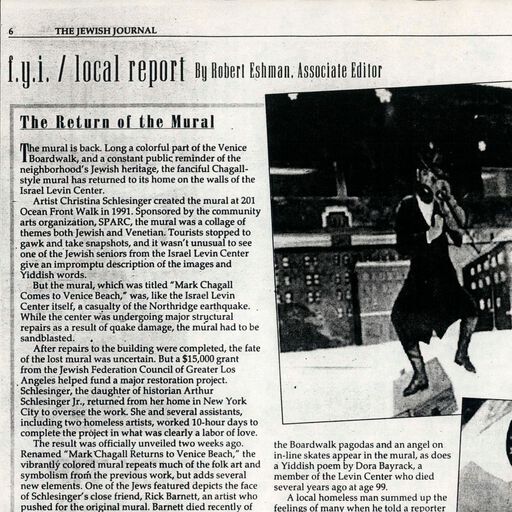 6 THE JEWISH JOURNAL
f.y.i. / local report By Robert Eshman, Associate Editor
The Return of the Mural
The mural is back. Long a colorful part of the Venice
Boardwalk, and a constant public reminder of the
neighborhood's Jewish heritage, the fanciful Chagall-
style mural has returned to its home on the walls of the
Israel Levin Center.
Artist Christina Schlesinger created the mural at 201
Ocean Front Walk in 1991. Sponsored by the community
arts organization, SPARC, the mural was a collage of
themes both Jewish and Venetian. Tourists stopped to
gawk and take snapshots, and it wasn't unusual to see
one of the Jewish seniors from the Israel Levin Center
give an impromptu description of the images and
Yiddish words.
But the mural, which was titled "Mark Chagall
Comes to Venice Beach," was, like the Israel Levin
Center itself, a casualty of the Northridge earthquake.
While the center was undergoing major structural
repairs as a result of quake damage, the mural had to be
sandblasted.
After repairs to the building were completed, the fate
of the lost mural was uncertain. But a $15,000 grant
from the Jewish Federation Council of Greater Los
Angeles helped fund a major restoration project.
Schlesinger, the daughter of historian Arthur
Schlesinger Jr., returned from her home in New York
City to oversee the work. She and several assistants,
including two homeless artists, worked 10-hour days to
complete the project in what was clearly a labor of love.
The result was officially unveiled two weeks ago.
Renamed "Mark Chagall Returns to Venice Beach," the
vibrantly colored mural repeats much of the folk art and
symbolism from the previous work, but adds several
new elements. One of the Jews featured depicts the face
of Schlesinger's close friend, Rick Barnett, an artist who
pushed for the original mural. Barnett died recently of
the Boardwalk pagodas and an angel on
in-line skates appear in the mural, as does
a Yiddish poem by Dora Bayrack, a
member of the Levin Center who died
several years ago at age 99.
A local homeless man summed up the
feelings of many when he told a reporter